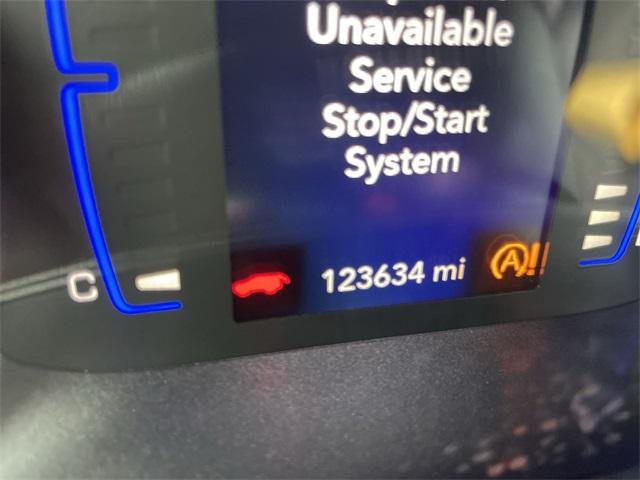 Unavailable
Service
Stop/Start
System
C
123634 mi
A!!